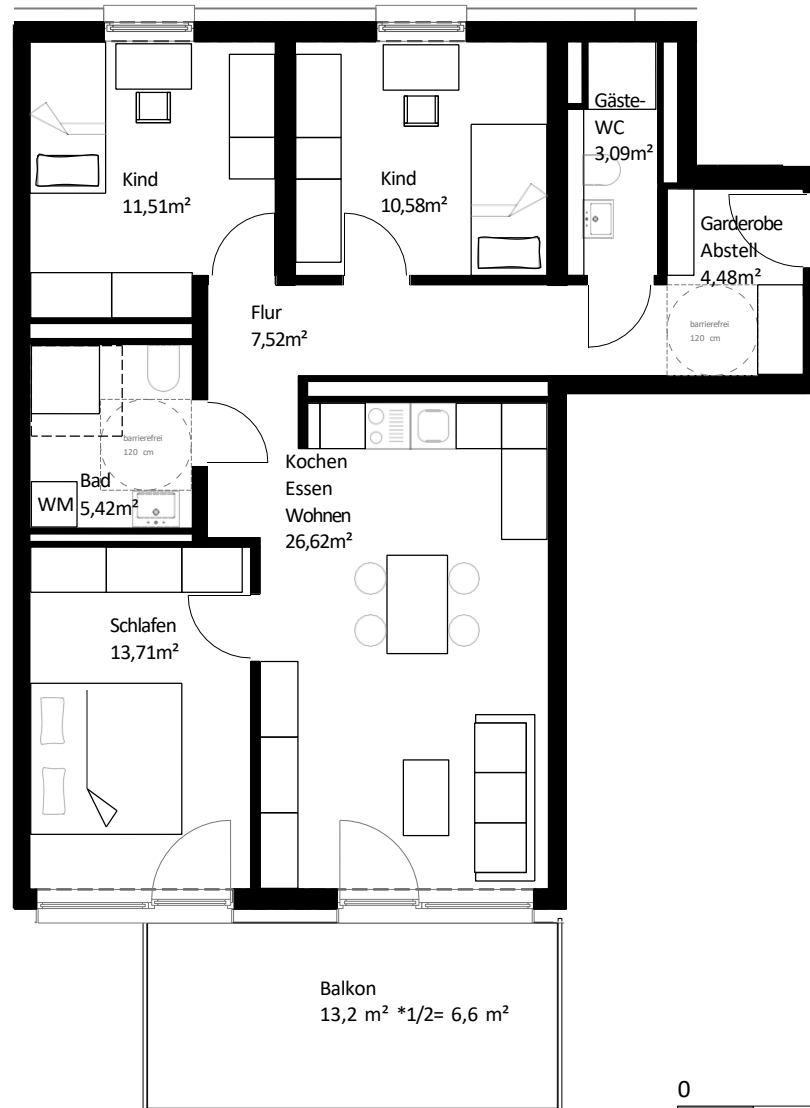 Gäste-
WC
3,09m²
Kind
11,51m²
Kind
10,58m²
Garderobe
Abstell
4,48m²
Flur
7,52m²
barrierefrei
120 cm
barrierefrei
120 cm
Kochen
Essen
Wohnen
26,62m²
Bad
5,42m²
WM
Schlafen
13,71m²
Balkon
13,2 m² *1/2= 6,6 m²
0